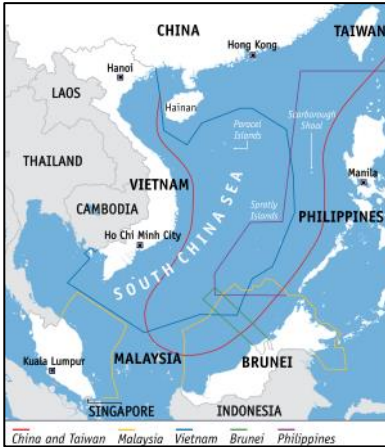 CHINA
TAIWAN
Hong Kong
Hanoi
Hainan
LAOS
Paracel
Islands
Scarborough
Shoal
THAILAND
VIETNAM
Manila
CAMBODIA
Spratly
Islands
PHILIPPINES
Ho Chi Minh City
SOUTH CHINA SEA
MALAYSIA
BRUNEI
Kuala Lumpur
SINGAPORE
INDONESIA
China and Taiwan Malaysia Vietnam Brunei Philippines